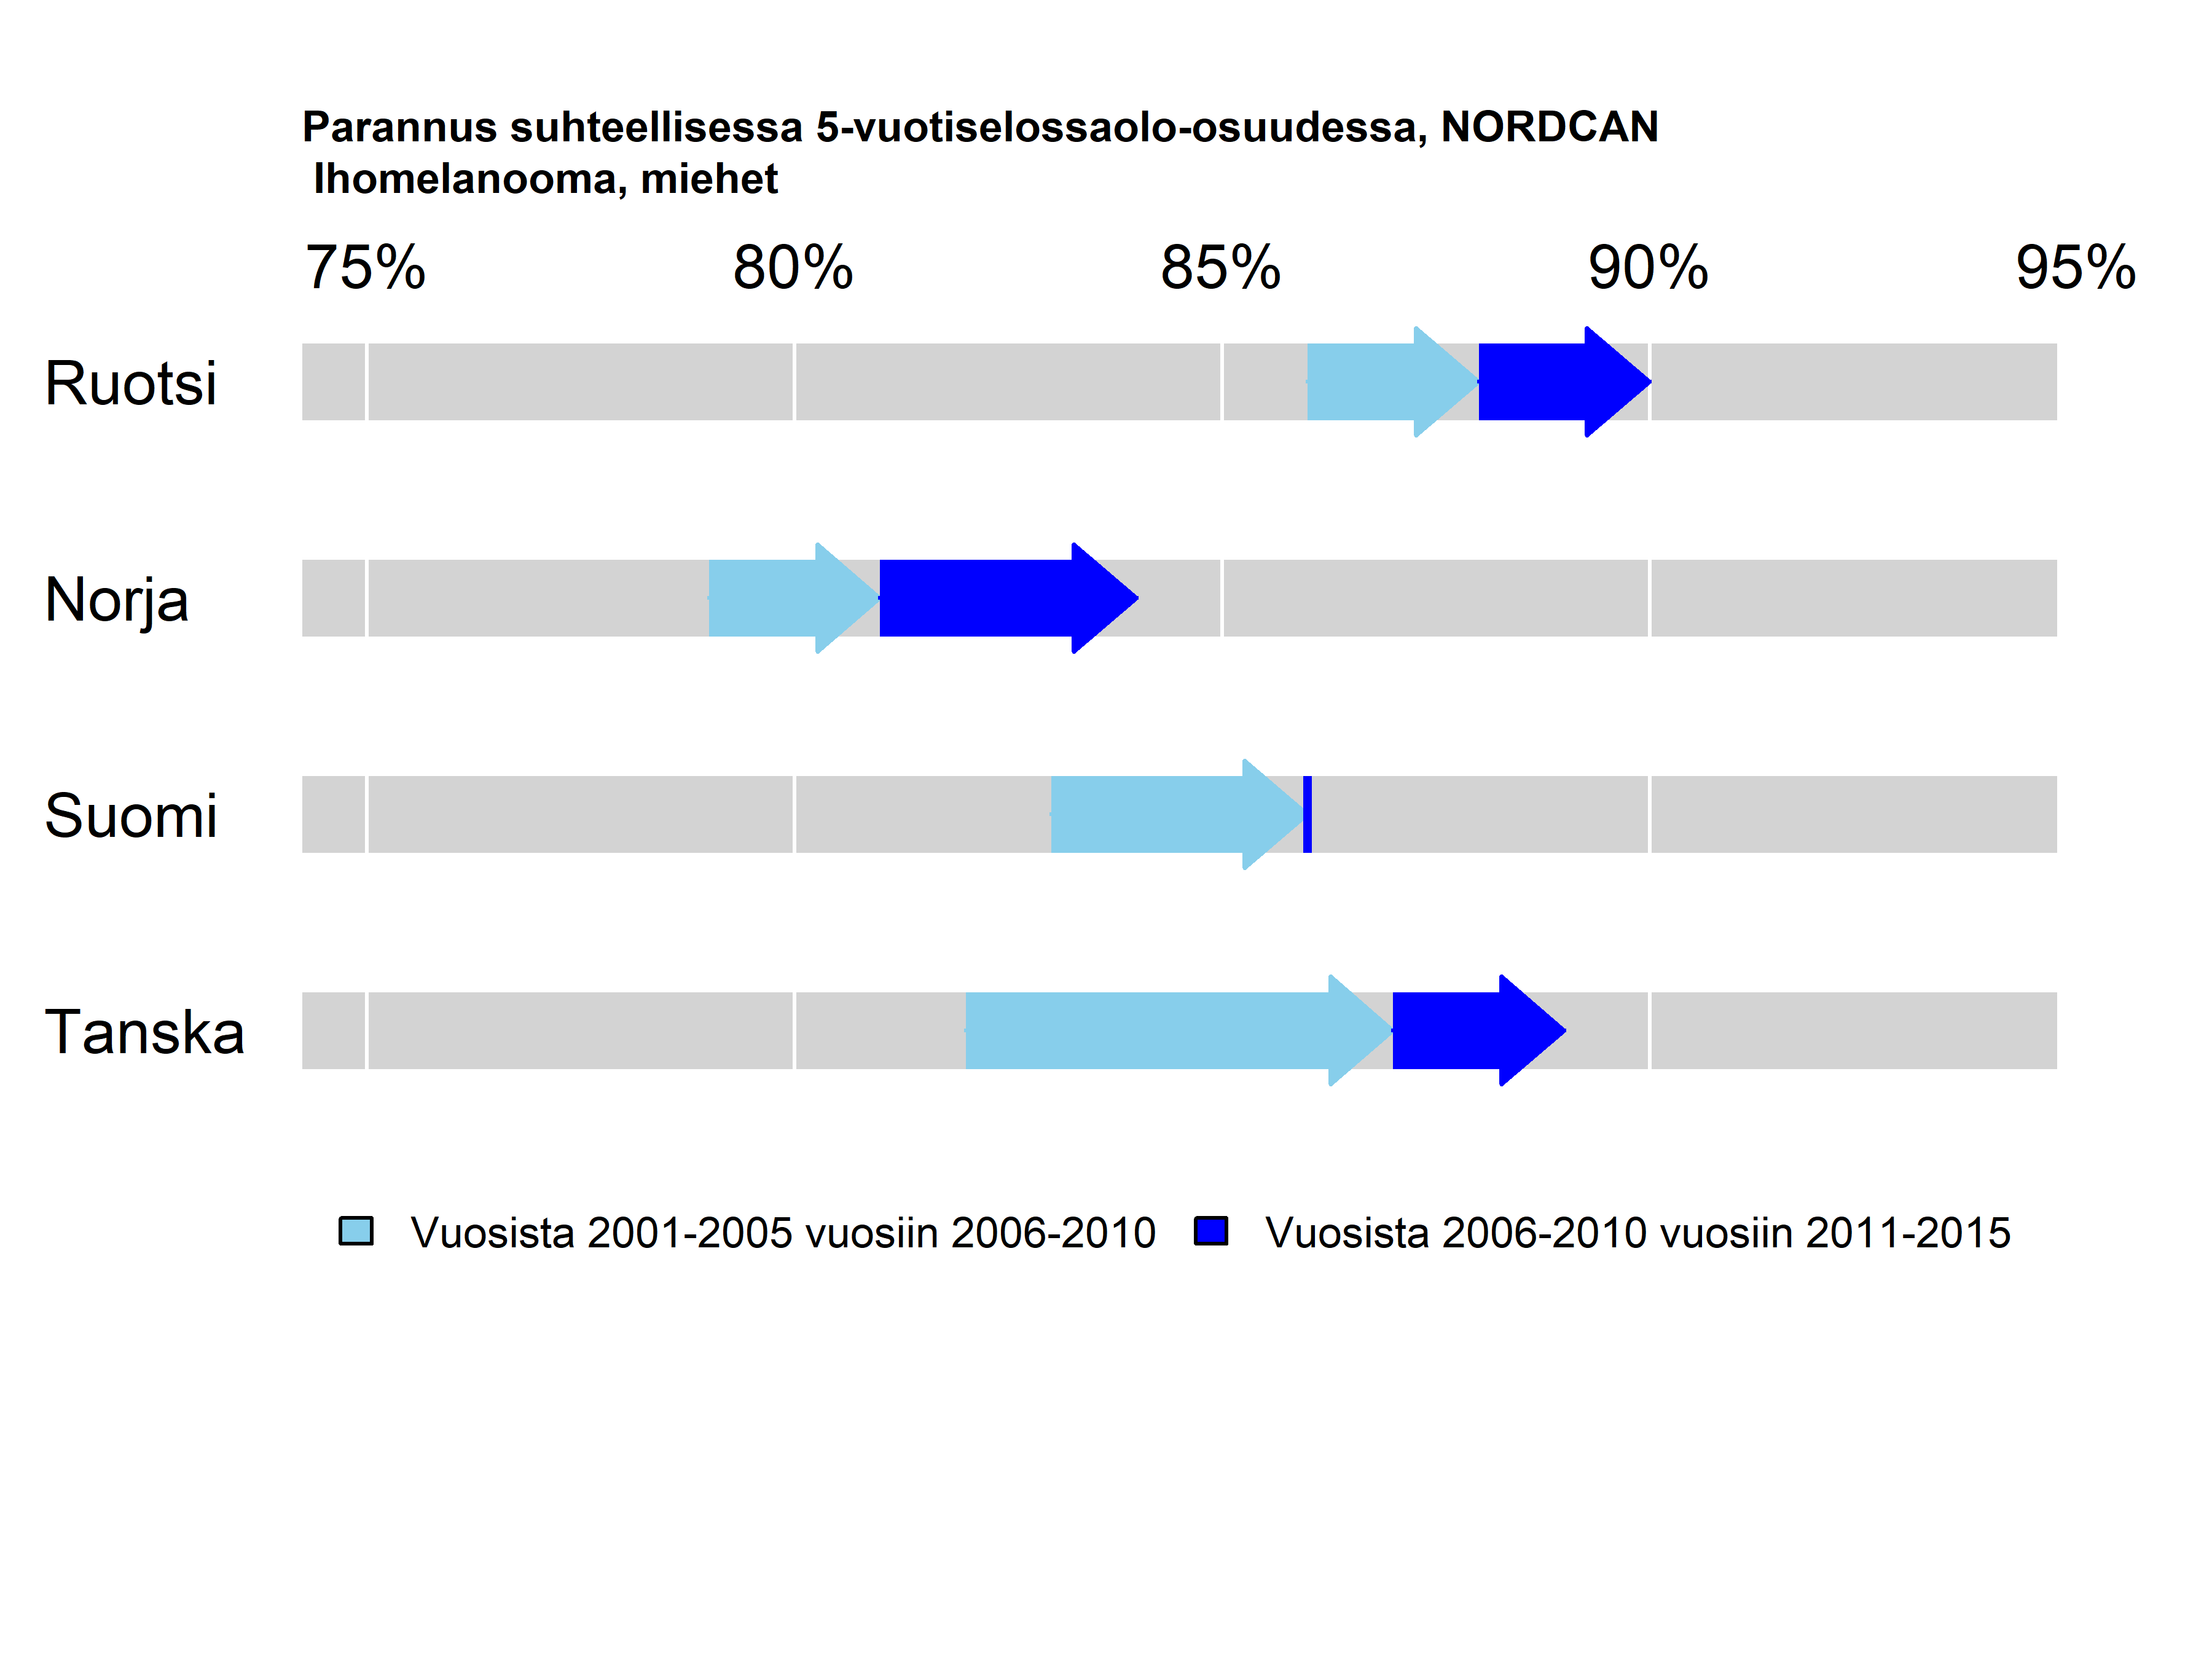 Parannus suhteellisessa 5-vuotiselossaolo-osuudessa, NORDCAN
Ihomelanooma, miehet
75% 80% 85% 90% 95%
Ruotsi
Norja
Suomi
Tanska
Vuosista 2001-2005 vuosiin 2006-2010 Vuosista 2006-2010 vuosiin 2011-2015